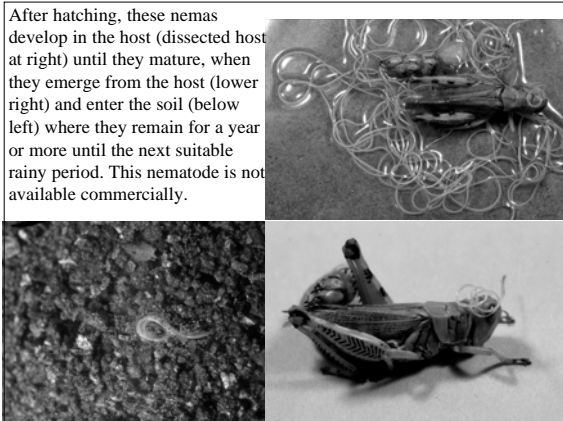 After hatching, these nemas
develop in the host (dissected host
at right) until they mature, when
they emerge from the host (lower
right) and enter the soil (below
left) where they remain for a year
or more until the next suitable
rainy period. This nematode is not
available commercially.